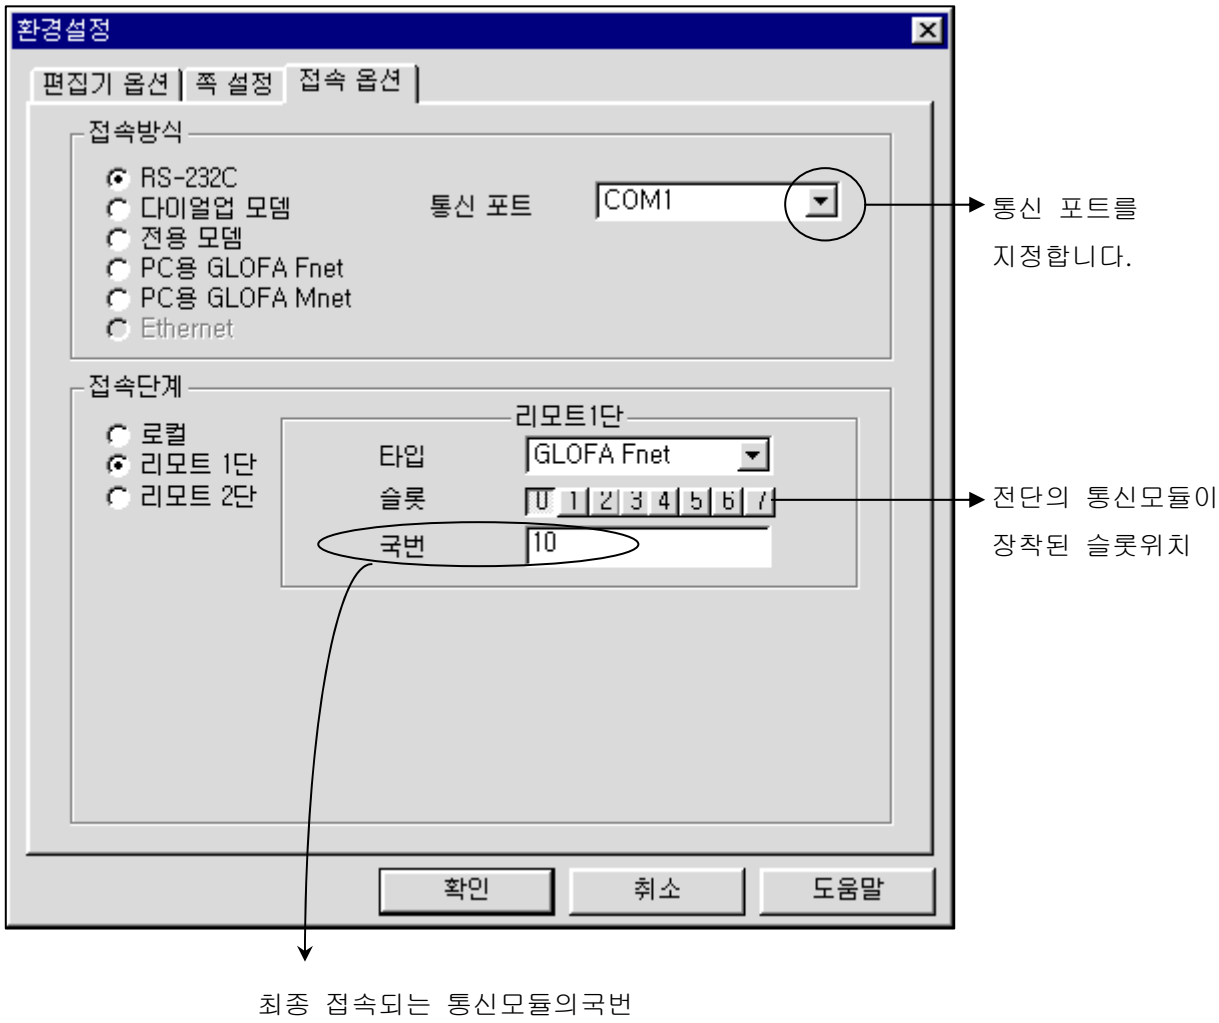 환경설정
편집기 옵션 쪽 설정 접속 옵션
접속방식
RS-232C
다이얼업 모뎀
전용 모뎀
PC용 GLOFA Fnet
PC용 GLOFA Mnet
Ethernet
통신 포트 COM1
통신 포트를
지정합니다.
접속단계
로컬
리모트 1단
리모트 2단
리모트1단
타입 GLOFA Fnet
슬롯 0 1 2 3 4 5 6 7
국번 10
전단의 통신모듈이
장착된 슬롯위치
확인 취소 도움말
최종 접속되는 통신모듈의국번